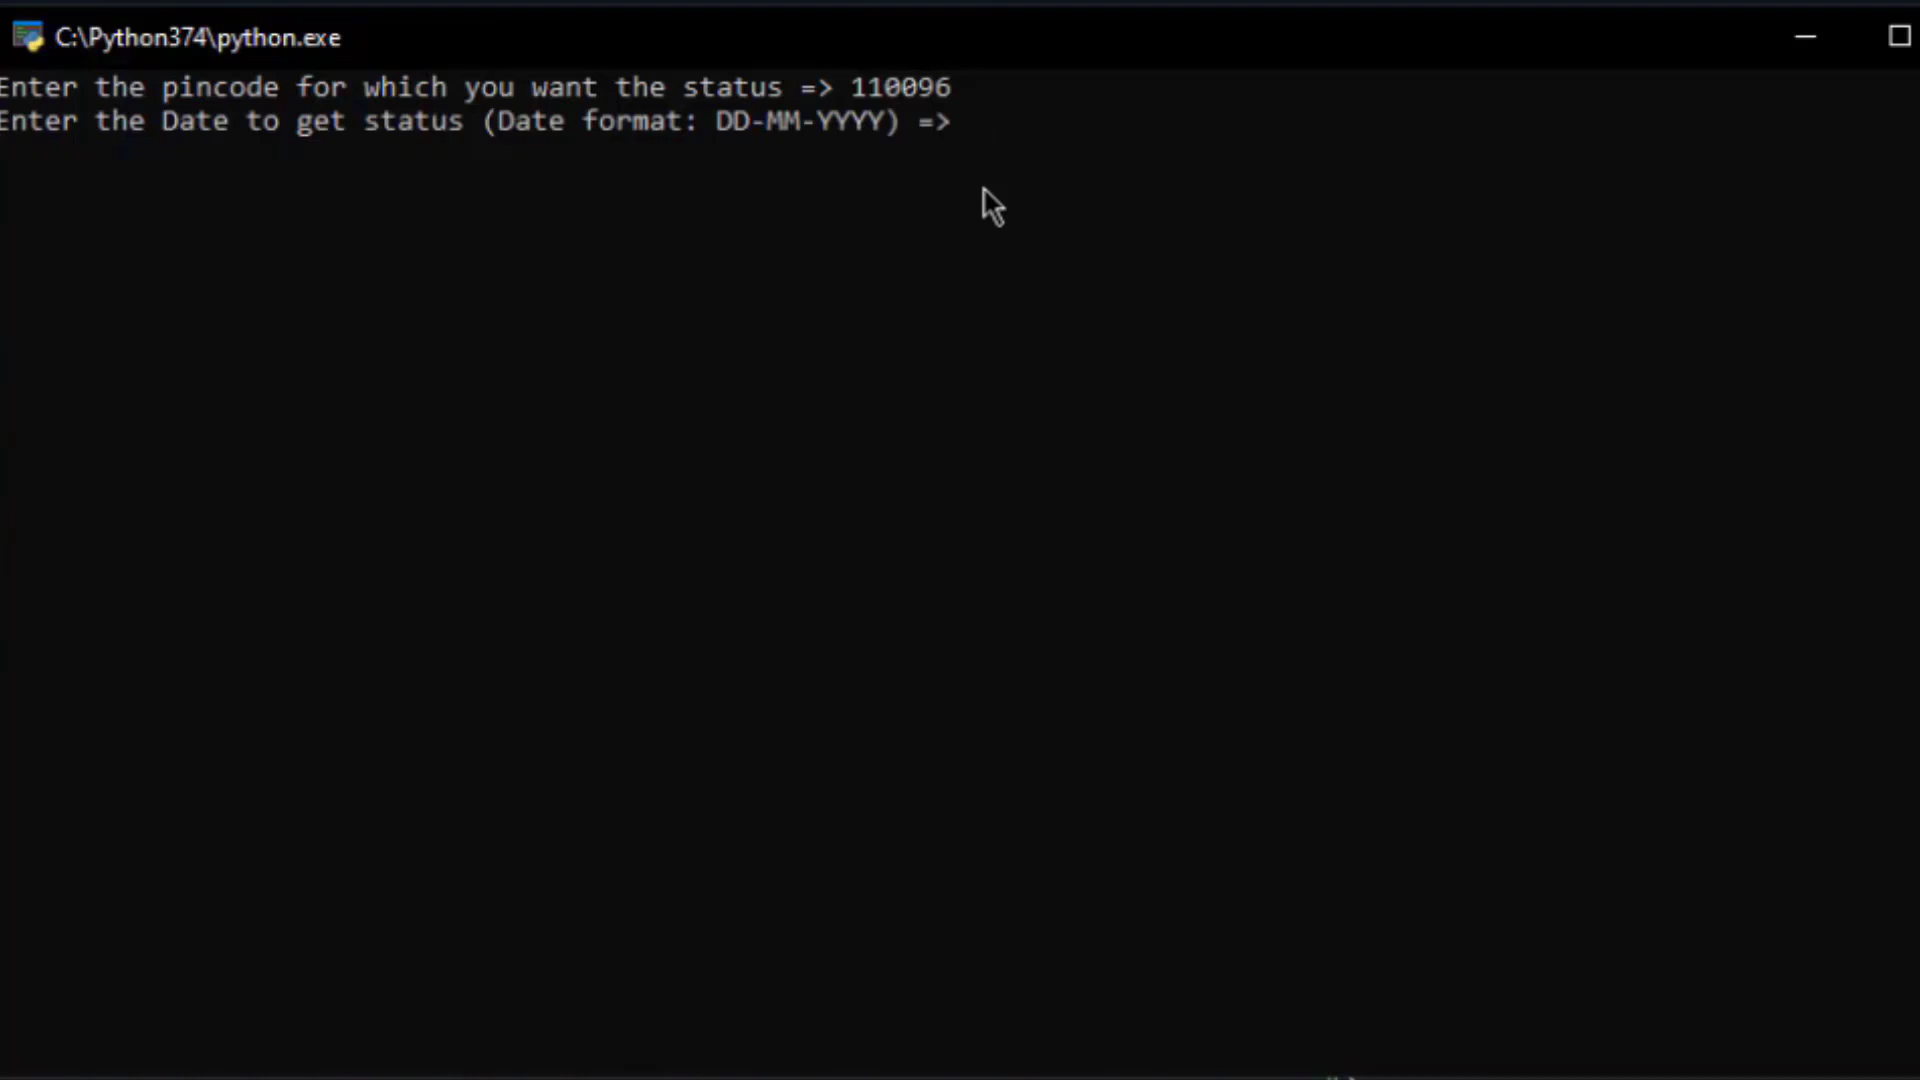 C:\Python374\python.exe
Enter the pincode for which you want the status => 110096
Enter the Date to get status (Date format: DD-MM-YYYY) =>